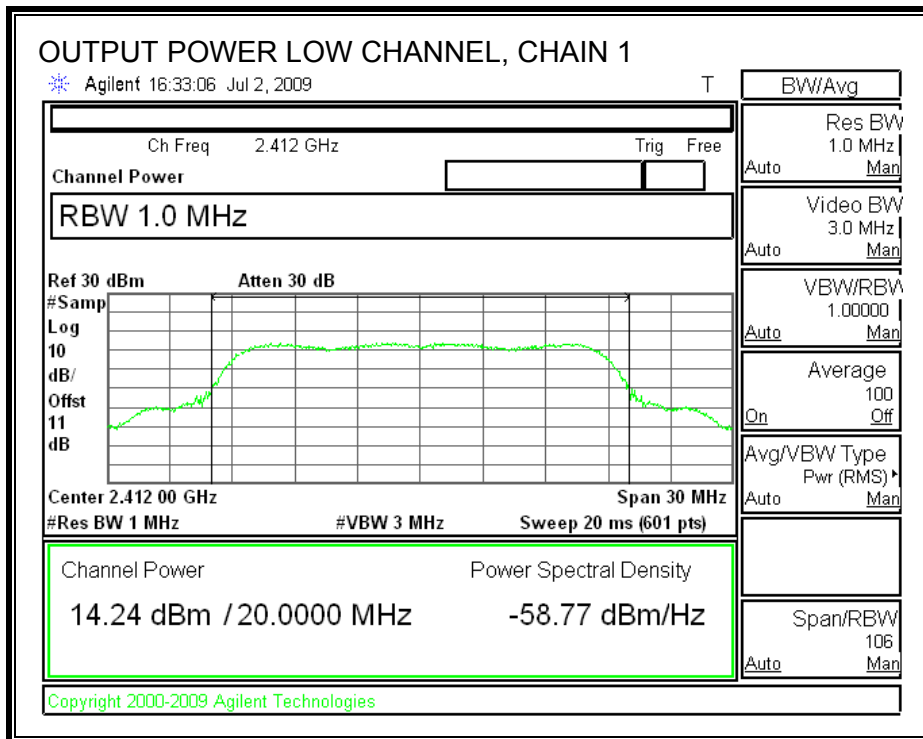 OUTPUT POWER LOW CHANNEL, CHAIN 1
Agilent 16:33:06 Jul 2, 2009 T
Ch Freq 2.412 GHz Trig Free
Channel Power
RBW 1.0 MHz
Ref 30 dBm Atten 30 dB
#Samp
Log
10
dB/
Offst
11
dB
Center 2.412 00 GHz Span 30 MHz
#Res BW 1 MHz #VBW 3 MHz Sweep 20 ms (601 pts)
Channel Power Power Spectral Density
14.24 dBm / 20.0000 MHz -58.77 dBm/Hz
Copyright 2000-2009 Agilent Technologies
BW/Avg
Res BW
1.0 MHz
Auto Man
Video BW
3.0 MHz
Auto Man
VBW/RBW
1.00000
Auto Man
Average
100
On Off
Avg/VBW Type
Pwr (RMS)
Auto Man
Span/RBW
106
Auto Man